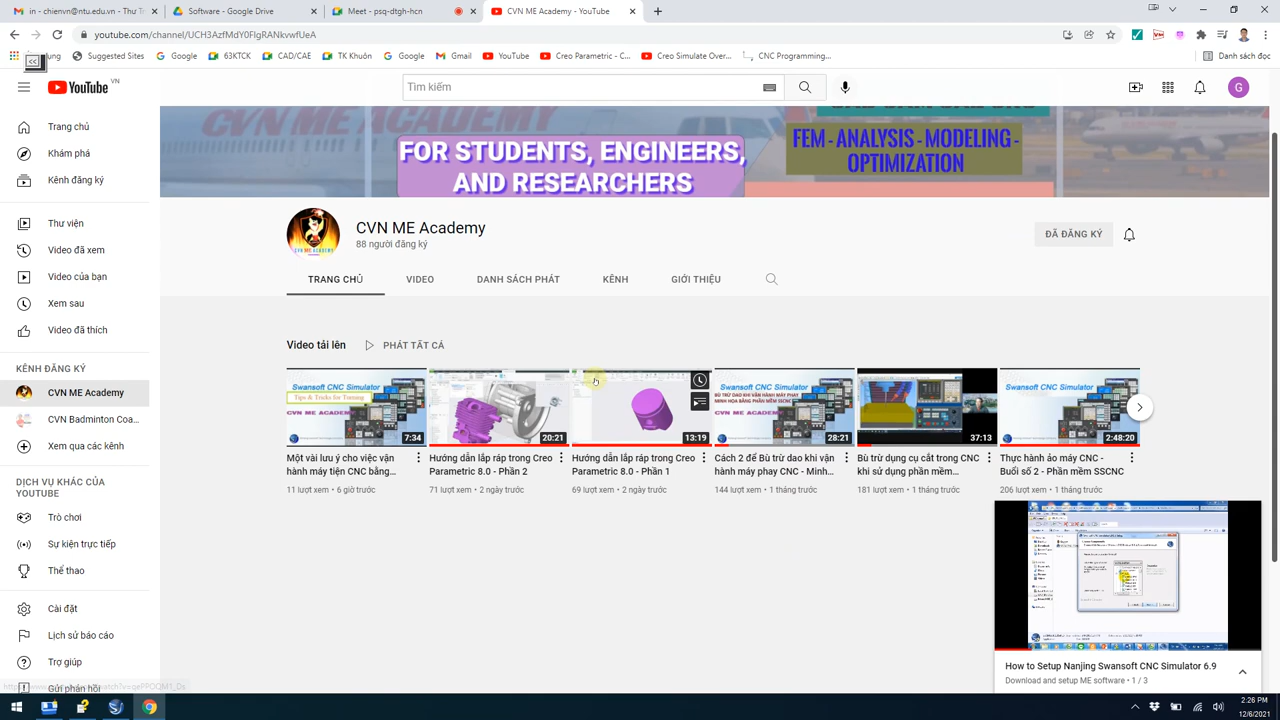 in - chienvn@ntu.edu.vn - Thư điện
Software - Google Drive
Meet - psq-dtgh-hcn
CVN ME Academy - YouTube
youtube.com/channel/UCH3AzfMdY0FlgRANkvwfUeA
Suggested Sites
Google
63KTCK
CAD/cwfAE
TK Khuôn
Google
Gmail
YouTube
Creo Parametric - C...
Creo Simulate Over...
CNC Programming...
Danh sách đọc
YouTube VN
Tìm kiếm
G
FOR STUDENTS, ENGINEERS,
AND RESEARCHERS
FEM - ANALYSIS - MODELING -
OPTIMIZATION
Trang chủ
Khám phá
Kênh đăng ký
Thư viện
Video đã xem
Video của bạn
Xem sau
Video đã thích
KÊNH ĐĂNG KÝ
CVN ME Academy
CVN Badminton Coa...
Xem qua các kênh
DỊCH VỤ KHÁC CỦA
YOUTUBE
Trò chơi
Sự kiện trực tiếp
Thể thao
Cài đặt
Lịch sử báo cáo
Trợ giúp
Gửi phản hồi
CVN ME Academy
88 người đăng ký
ĐÃ ĐĂNG KÝ
TRANG CHỦ
VIDEO
DANH SÁCH PHÁT
KÊNH
GIỚI THIỆU
Video tải lên
PHÁT TẤT CẢ
Swansoft CNC Simulator
Tips & Tricks for Turning
CVN ME ACADEMY
7:34
Một vài lưu ý cho việc vận
hành máy tiện CNC bằng...
11 lượt xem • 6 giờ trước
20:21
Hướng dẫn lắp ráp trong Creo
Parametric 8.0 - Phần 2
71 lượt xem • 2 ngày trước
13:19
Hướng dẫn lắp ráp trong Creo
Parametric 8.0 - Phần 1
69 lượt xem • 2 ngày trước
Swansoft CNC Simulator
BÙ TRỪ DAO KHI VẬN HÀNH MÁY PHAY
CVN ME ACADEMY
28:21
Cách 2 để Bù trừ dao khi vận
hành máy phay CNC - Minh...
144 lượt xem • 1 tháng trước
37:13
Bù trừ dụng cụ cắt trong CNC
khi sử dụng phần mềm...
181 lượt xem • 1 tháng trước
Swansoft CNC Simulator
2:48:20
Thực hành ảo máy CNC -
Buổi số 2 - Phần mềm SSCNC
206 lượt xem • 1 tháng trước
How to Setup Nanjing Swansoft CNC Simulator 6.9
Download and setup ME software • 1 / 3
2:26 PM
12/6/2021